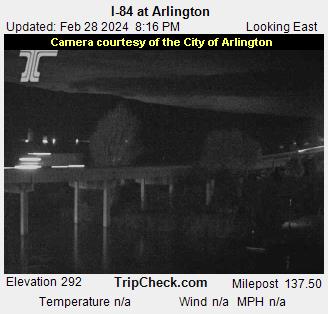 I-84 at Arlington
Updated: Feb 28 2024 8:16 PM Looking East
Camera courtesy of the City of Arlington
Elevation 292 TripCheck.com Milepost 137.50
Temperature n/a Wind n/a MPH n/a